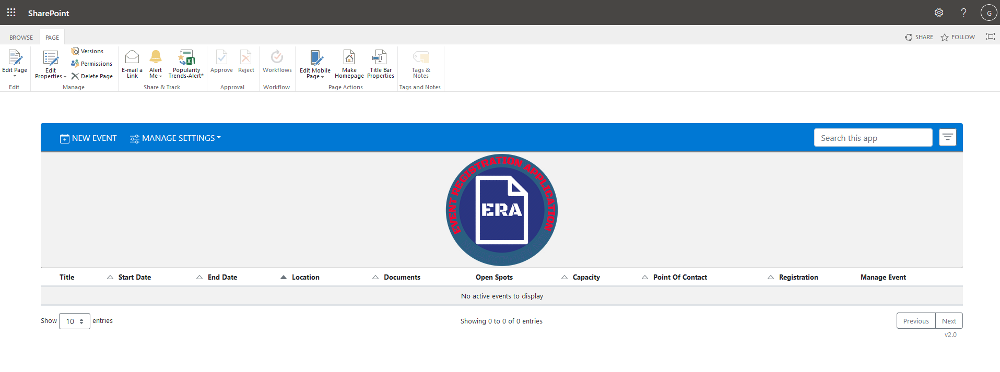 SharePoint
G
BROWSE PAGE
SHARE FOLLOW
Edit Page
Edit
Edit
Properties
Versions
Permissions
Delete Page
Manage
E-mail a
Link
Alert
Me
Popularity
Trends-Alert*
Share & Track
Approve
Reject
Approval
Workflows
Workflow
Edit Mobile
Page
Make
Homepage
Title Bar
Properties
Page Actions
Tags &
Notes
Tags and Notes
NEW EVENT MANAGE SETTINGS Search this app
EVENT REGISTRATION APPLICATION
ERA
Title Start Date End Date Location Documents Open Spots Capacity Point Of Contact Registration Manage Event
No active events to display
Show 10 entries Showing 0 to 0 of 0 entries Previous Next
v2.0